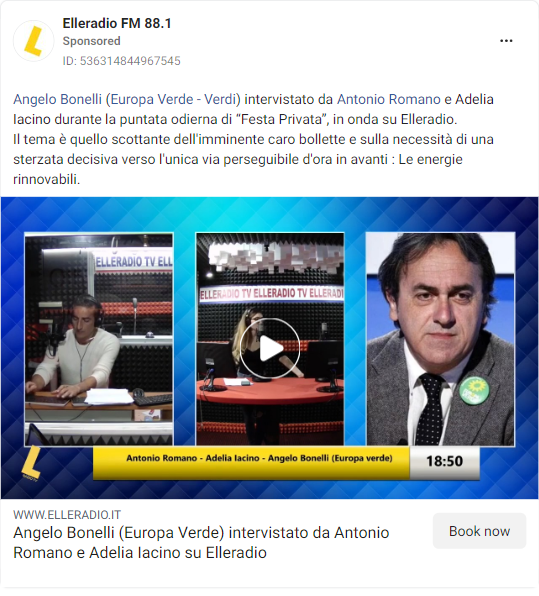 Elleradio FM 88.1
Sponsored
ID: 536314844967545
Angelo Bonelli (Europa Verde - Verdi) intervistato da Antonio Romano e Adelia
Iacino durante la puntata odierna di “Festa Privata”, in onda su Elleradio.
Il tema è quello scottante dell'imminente caro bollette e sulla necessità di una
sterzata decisiva verso l'unica via perseguibile d'ora in avanti : Le energie
rinnovabili.
ELLERADIO TV ELL
ELLERADIO TV ELLERADIO TV ELLERADI
Antonio Romano - Adelia Iacino - Angelo Bonelli (Europa verde)
18:50
WWW.ELLERADIO.IT
Angelo Bonelli (Europa Verde) intervistato da Antonio
Romano e Adelia Iacino su Elleradio
Book now